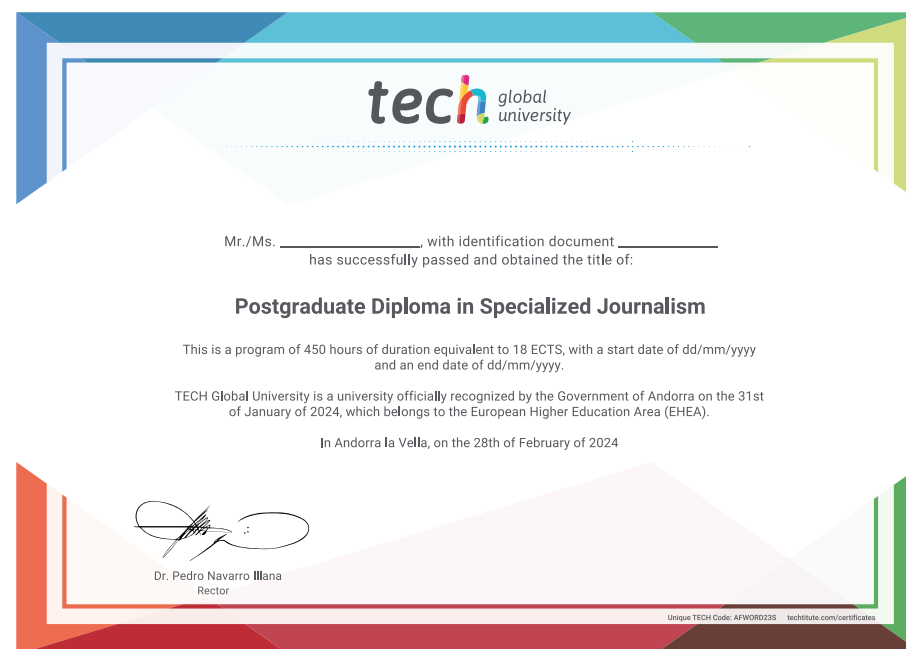 tech global university
Mr./Ms. ____________________, with identification document ______________
has successfully passed and obtained the title of:
Postgraduate Diploma in Specialized Journalism
This is a program of 450 hours of duration equivalent to 18 ECTS, with a start date of dd/mm/yyyy
and an end date of dd/mm/yyyy.
TECH Global University is a university officially recognized by the Government of Andorra on the 31st
of January of 2024, which belongs to the European Higher Education Area (EHEA).
In Andorra la Vella, on the 28th of February of 2024
Dr. Pedro Navarro Illana
Rector
Unique TECH Code: AFWORD23S techtitute.com/certificates